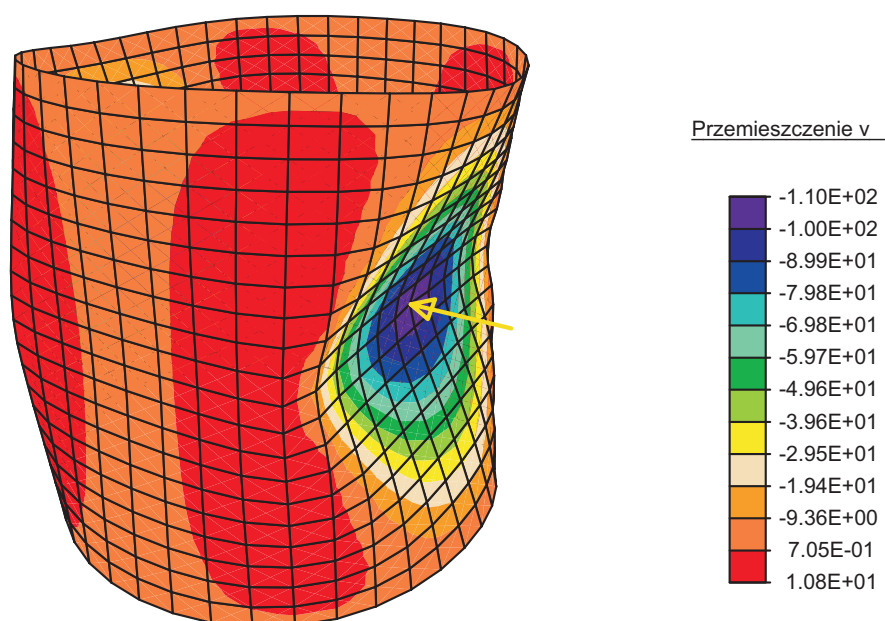 Przemieszczenie v
-1.10E+02
-1.00E+02
-8.99E+01
-7.98E+01
-6.98E+01
-5.97E+01
-4.96E+01
-3.96E+01
-2.95E+01
-1.94E+01
-9.36E+00
7.05E-01
1.08E+01